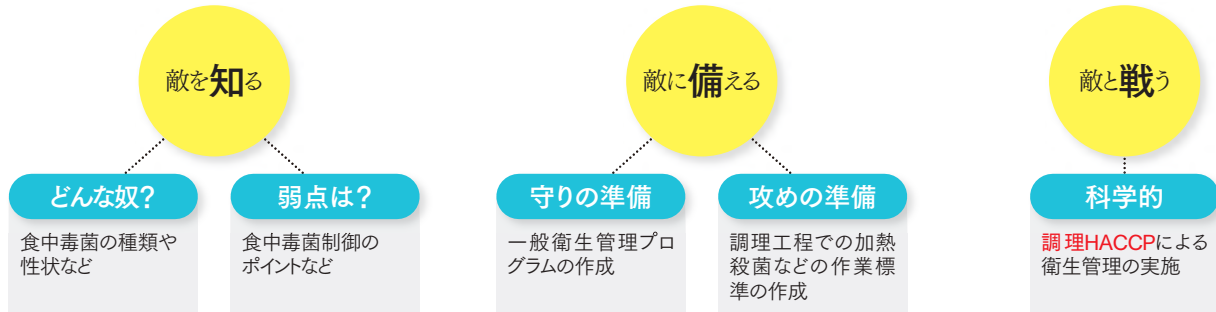 敵を知る
どんな奴?
食中毒菌の種類や
性状など
弱点は?
食中毒菌制御の
ポイントなど
敵に備える
守りの準備
一般衛生管理プロ
グラムの作成
攻めの準備
調理工程での加熱
殺菌などの作業標
準の作成
敵と戦う
科学的
調理HACCPによる
衛生管理の実施